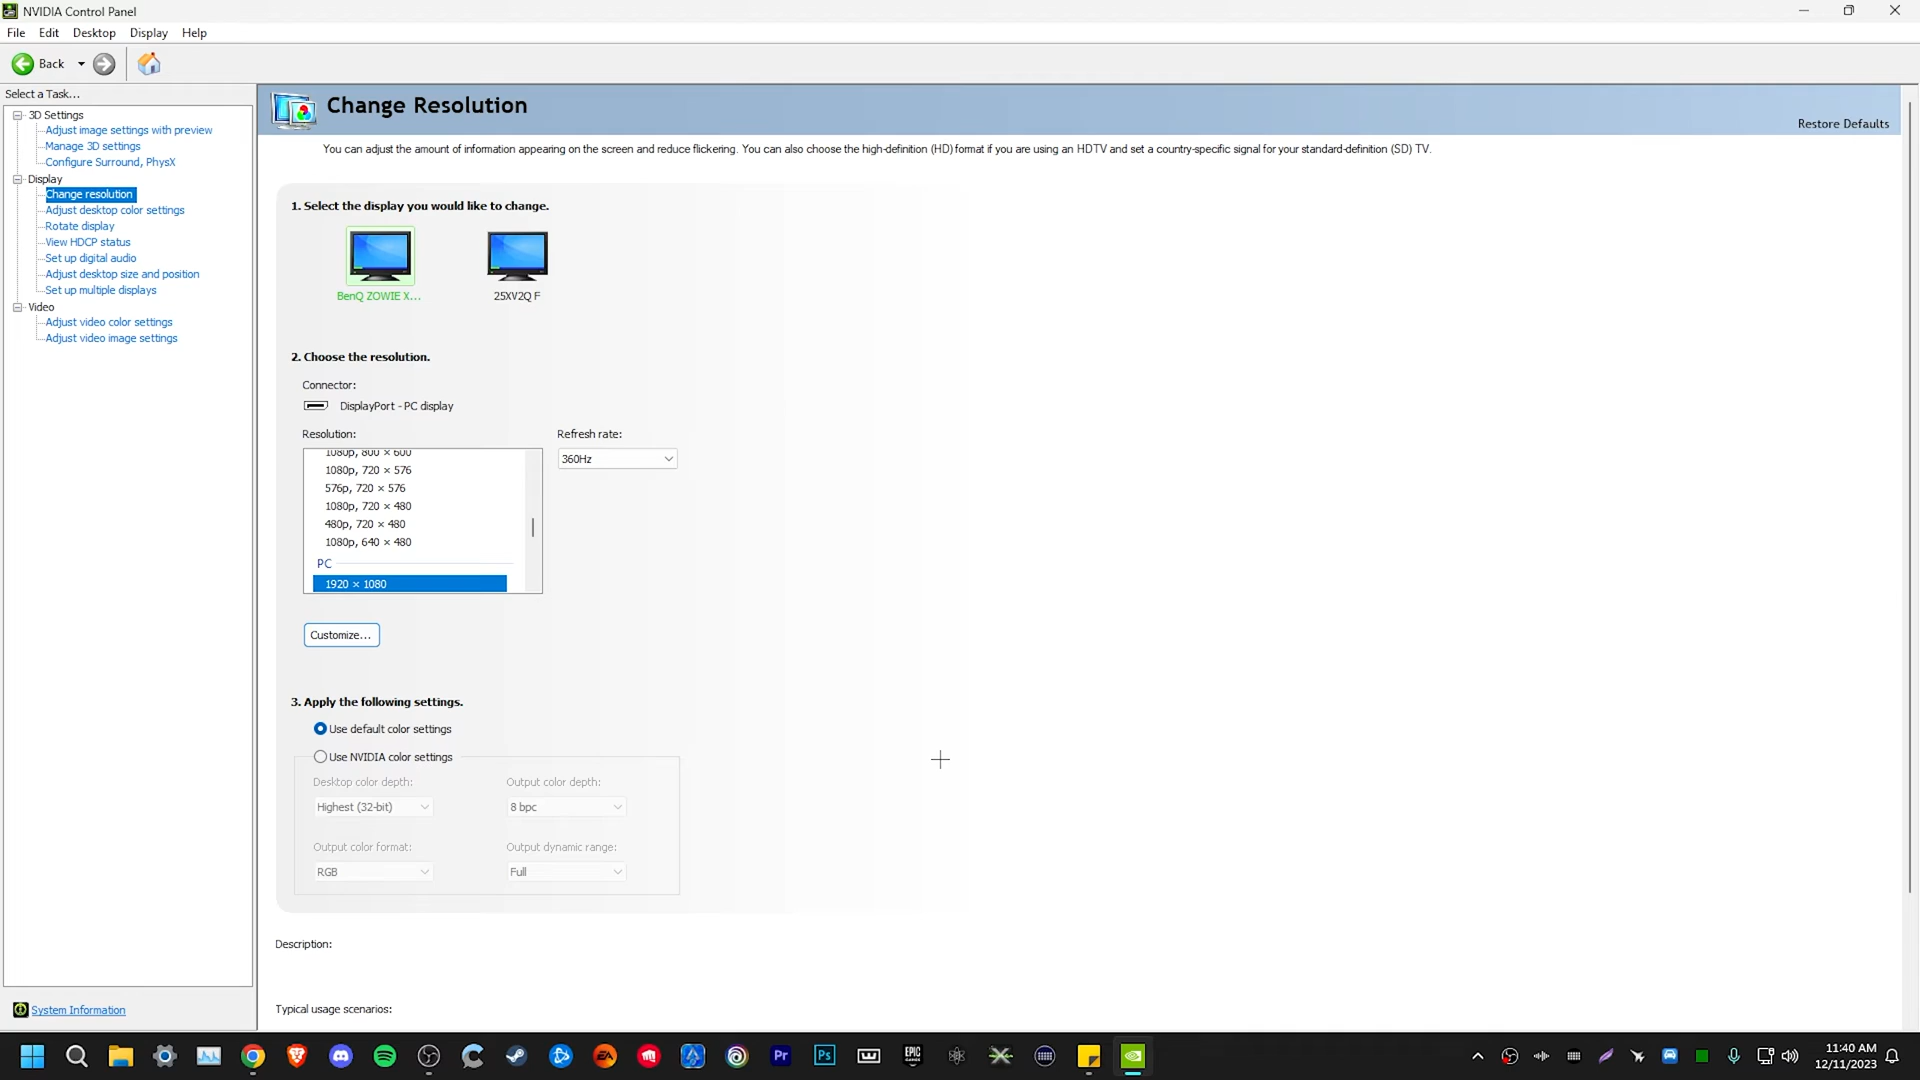 NVIDIA Control Panel
File Edit Desktop Display Help
Back
Select a Task...
3D Settings
Adjust image settings with preview
Manage 3D settings
Configure Surround, PhysX
Display
Change resolution
Adjust desktop color settings
Rotate display
View HDCP status
Set up digital audio
Adjust desktop size and position
Set up multiple displays
Video
Adjust video color settings
Adjust video image settings
System Information
Change Resolution
Restore Defaults
You can adjust the amount of information appearing on the screen and reduce flickering. You can also choose the high-definition (HD) format if you are using an HDTV and set a country-specific signal for your standard-definition (SD) TV.
1. Select the display you would like to change.
BenQ ZOWIE X... 25XV2Q F
2. Choose the resolution.
Connector:
DisplayPort - PC display
Resolution: Refresh rate:
360Hz
1080p, 800 × 600
1080p, 720 × 576
576p, 720 × 576
1080p, 720 × 480
480p, 720 × 480
1080p, 640 × 480
PC
1920 × 1080
Customize...
3. Apply the following settings.
Use default color settings
Use NVIDIA color settings
Desktop color depth: Output color depth:
Highest (32-bit) 8 bpc
Output color format: Output dynamic range:
RGB Full
Description:
Typical usage scenarios:
EA Pr Ps EPIC GAMES
11:40 AM
12/11/2023